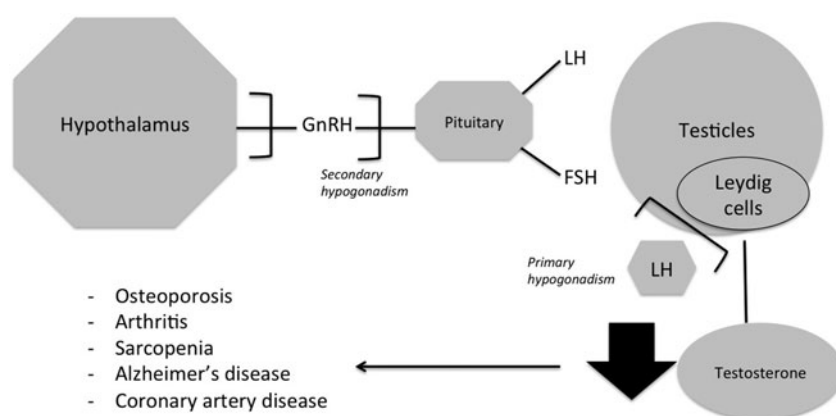 LH
Hypothalamus
GnRH
Pituitary
Testicles
Secondary
hypogonadism
FSH
Leydig
cells
Primary
hypogonadism
LH
- Osteoporosis
- Arthritis
- Sarcopenia
- Alzheimer's disease
- Coronary artery disease
Testosterone